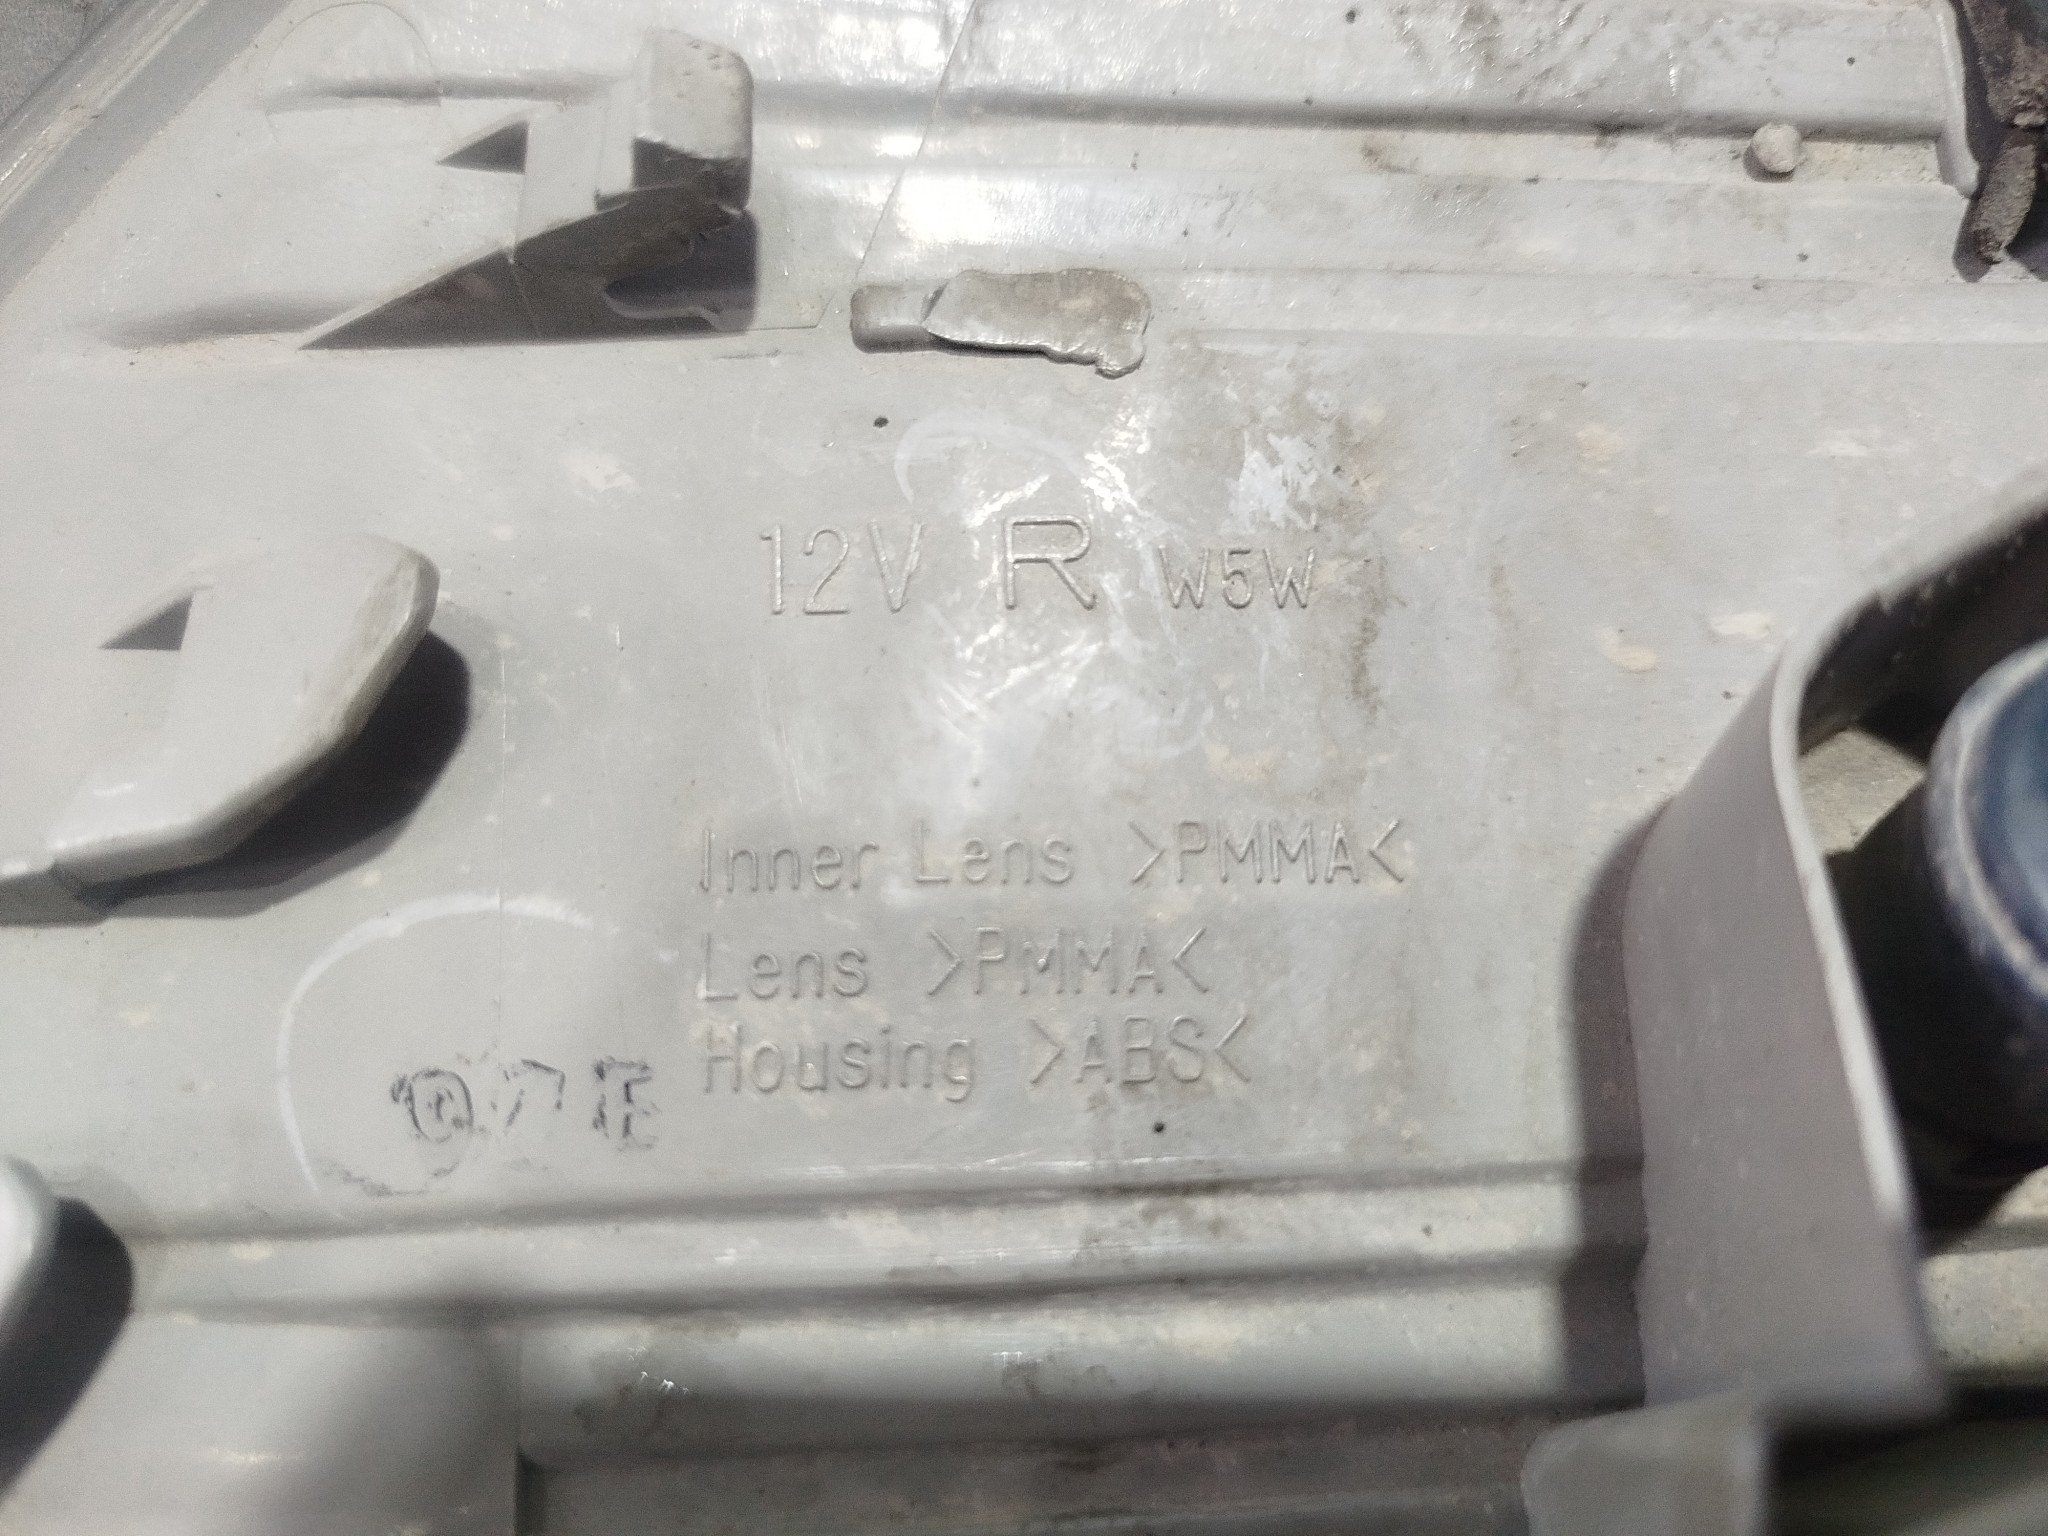 12V R W5W
Inner Lens >PMMA<
Lens >PMMA<
Housing >ABS<